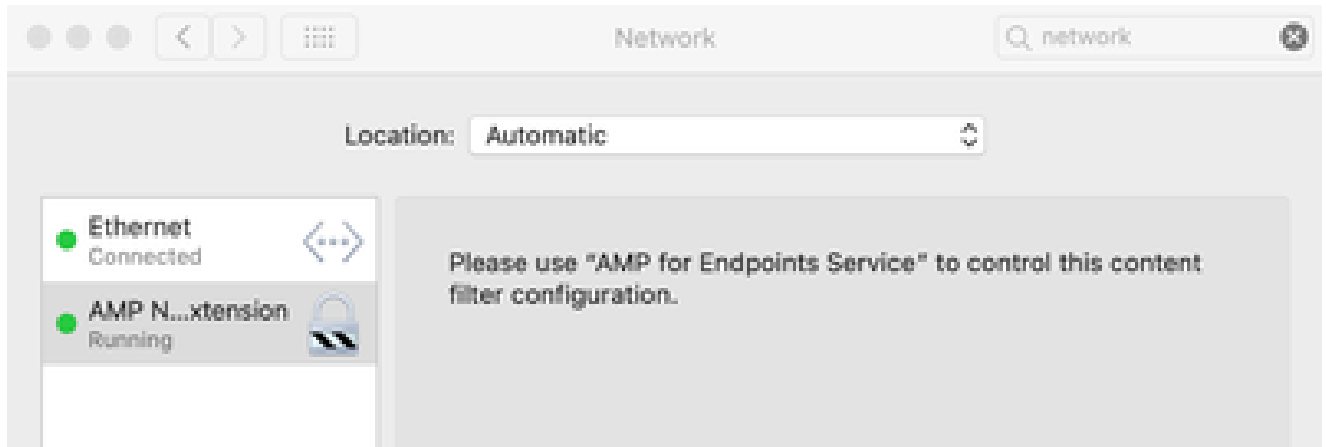 Network
network
Location: Automatic
Ethernet
Connected
AMP N...xtension
Running
Please use "AMP for Endpoints Service" to control this content
filter configuration.